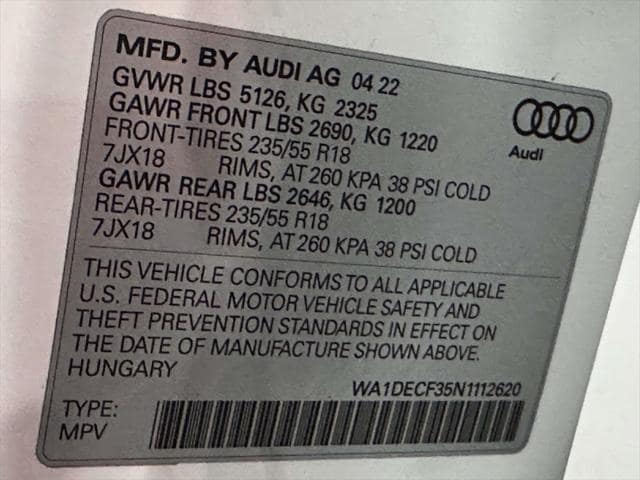 MFD. BY AUDI AG 04 22
GVWR LBS 5126, KG 2325
GAWR FRONT LBS 2690, KG 1220
FRONT-TIRES 235/55 R18
7JX18 RIMS, AT 260 KPA 38 PSI COLD
GAWR REAR LBS 2646, KG 1200
REAR-TIRES 235/55 R18
7JX18 RIMS, AT 260 KPA 38 PSI COLD
Audi
THIS VEHICLE CONFORMS TO ALL APPLICABLE
U.S. FEDERAL MOTOR VEHICLE SAFETY AND
THEFT PREVENTION STANDARDS IN EFFECT ON
THE DATE OF MANUFACTURE SHOWN ABOVE.
HUNGARY
WA1DECF35N1112620
TYPE:
MPV